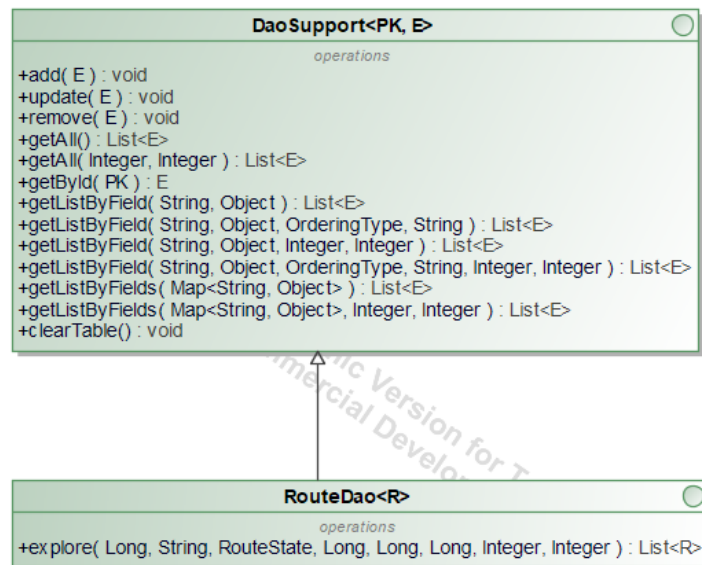 DaoSupport<PK, E>
operations
+add( E ) : void
+update( E ) : void
+remove( E ) : void
+getAll() : List<E>
+getAll( Integer, Integer ) : List<E>
+getById( PK ) : E
+getListByField( String, Object ) : List<E>
+getListByField( String, Object, OrderingType, String ) : List<E>
+getListByField( String, Object, Integer, Integer ) : List<E>
+getListByField( String, Object, OrderingType, String, Integer, Integer ) : List<E>
+getListByFields( Map<String, Object> ) : List<E>
+getListByFields( Map<String, Object>, Integer, Integer ) : List<E>
+clearTable() : void
Version for
RouteDao<R>
operations
+explore( Long, String, RouteState, Long, Long, Long, Integer, Integer ) : List<R>